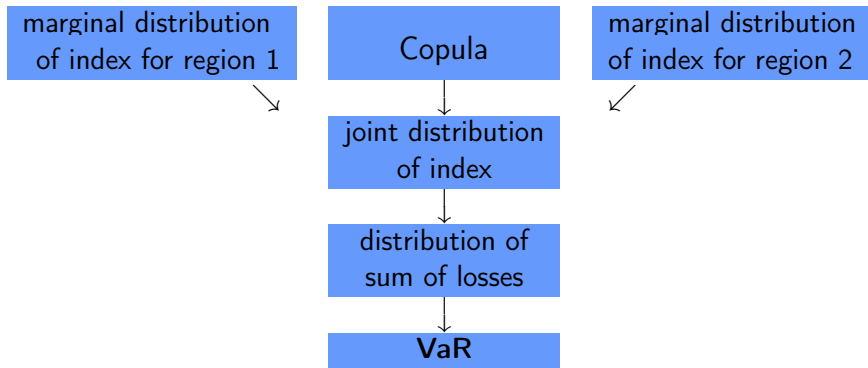 marginal distribution
of index for region 1
Copula
marginal distribution
of index for region 2
joint distribution
of index
distribution of
sum of losses
VaR